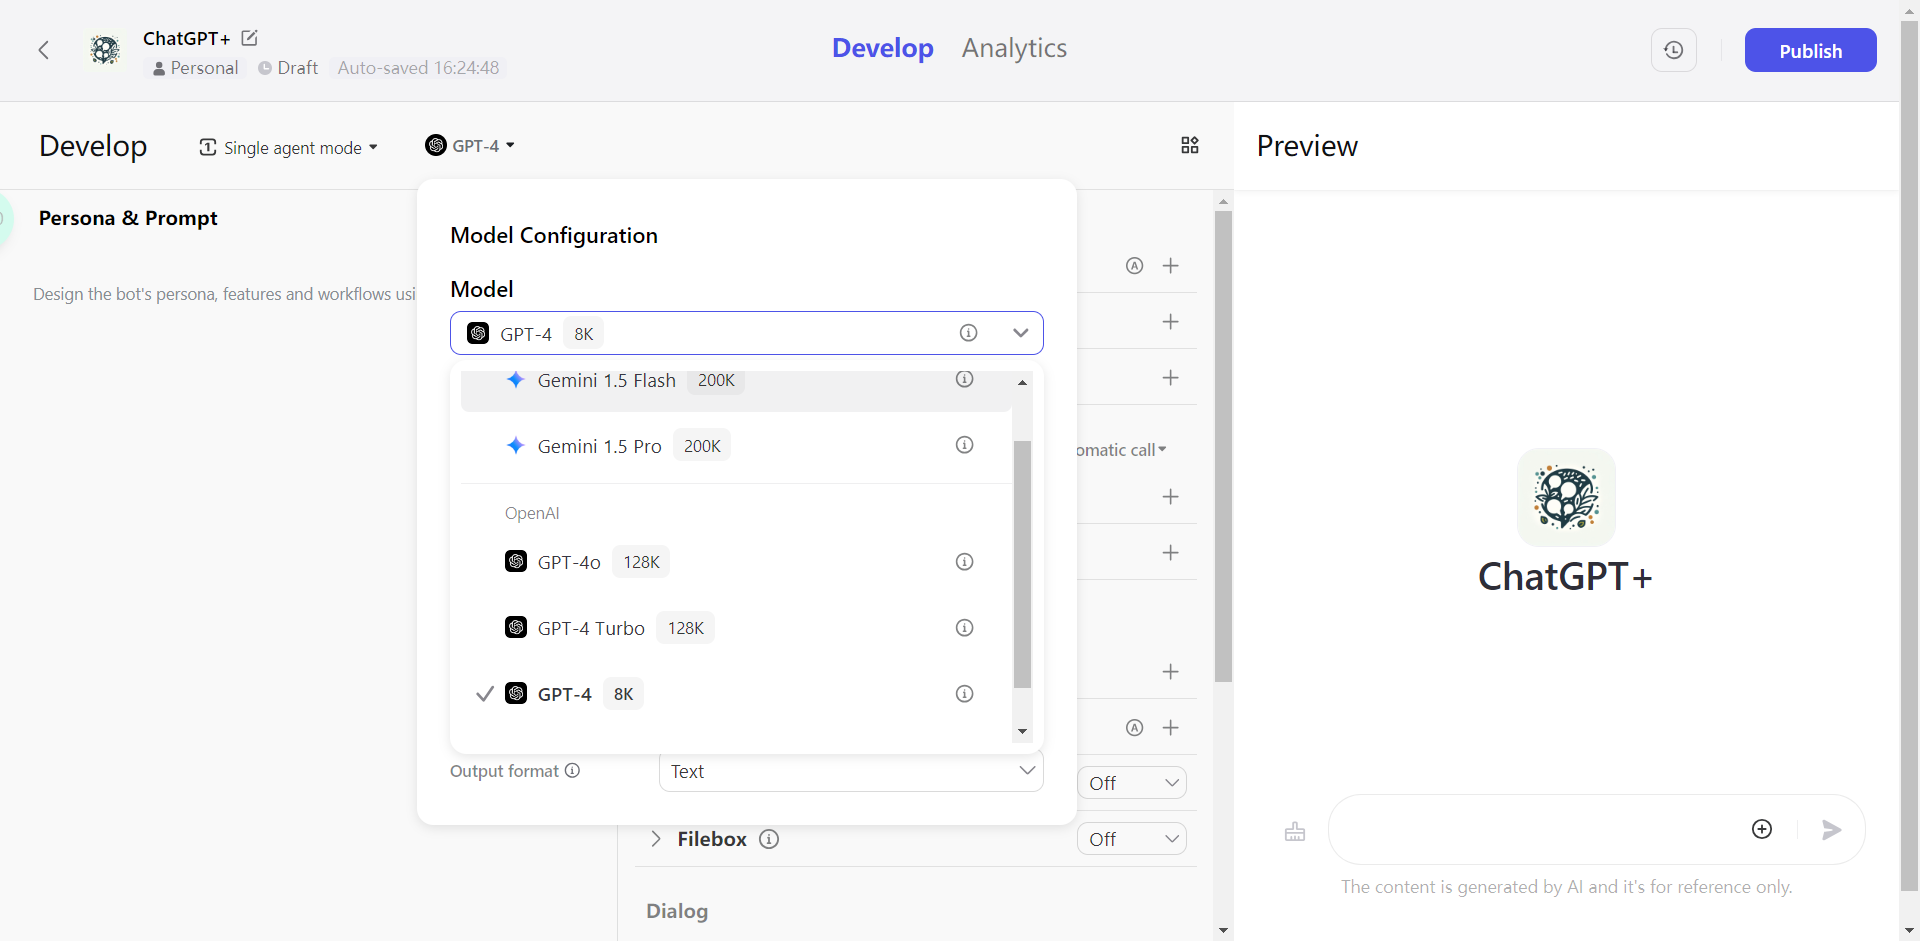 ChatGPT+
Personal Draft Auto-saved 16:24:48
Develop Analytics
Publish
Develop Single agent mode GPT-4
Preview
Persona & Prompt
Design the bot's persona, features and workflows usi
Model Configuration
Model
GPT-4 8K
Gemini 1.5 Flash 200K
Gemini 1.5 Pro 200K
OpenAI
GPT-4o 128K
GPT-4 Turbo 128K
GPT-4 8K
Output format Text
omatic call
Off
Filebox Off
Dialog
ChatGPT+
The content is generated by AI and it's for reference only.